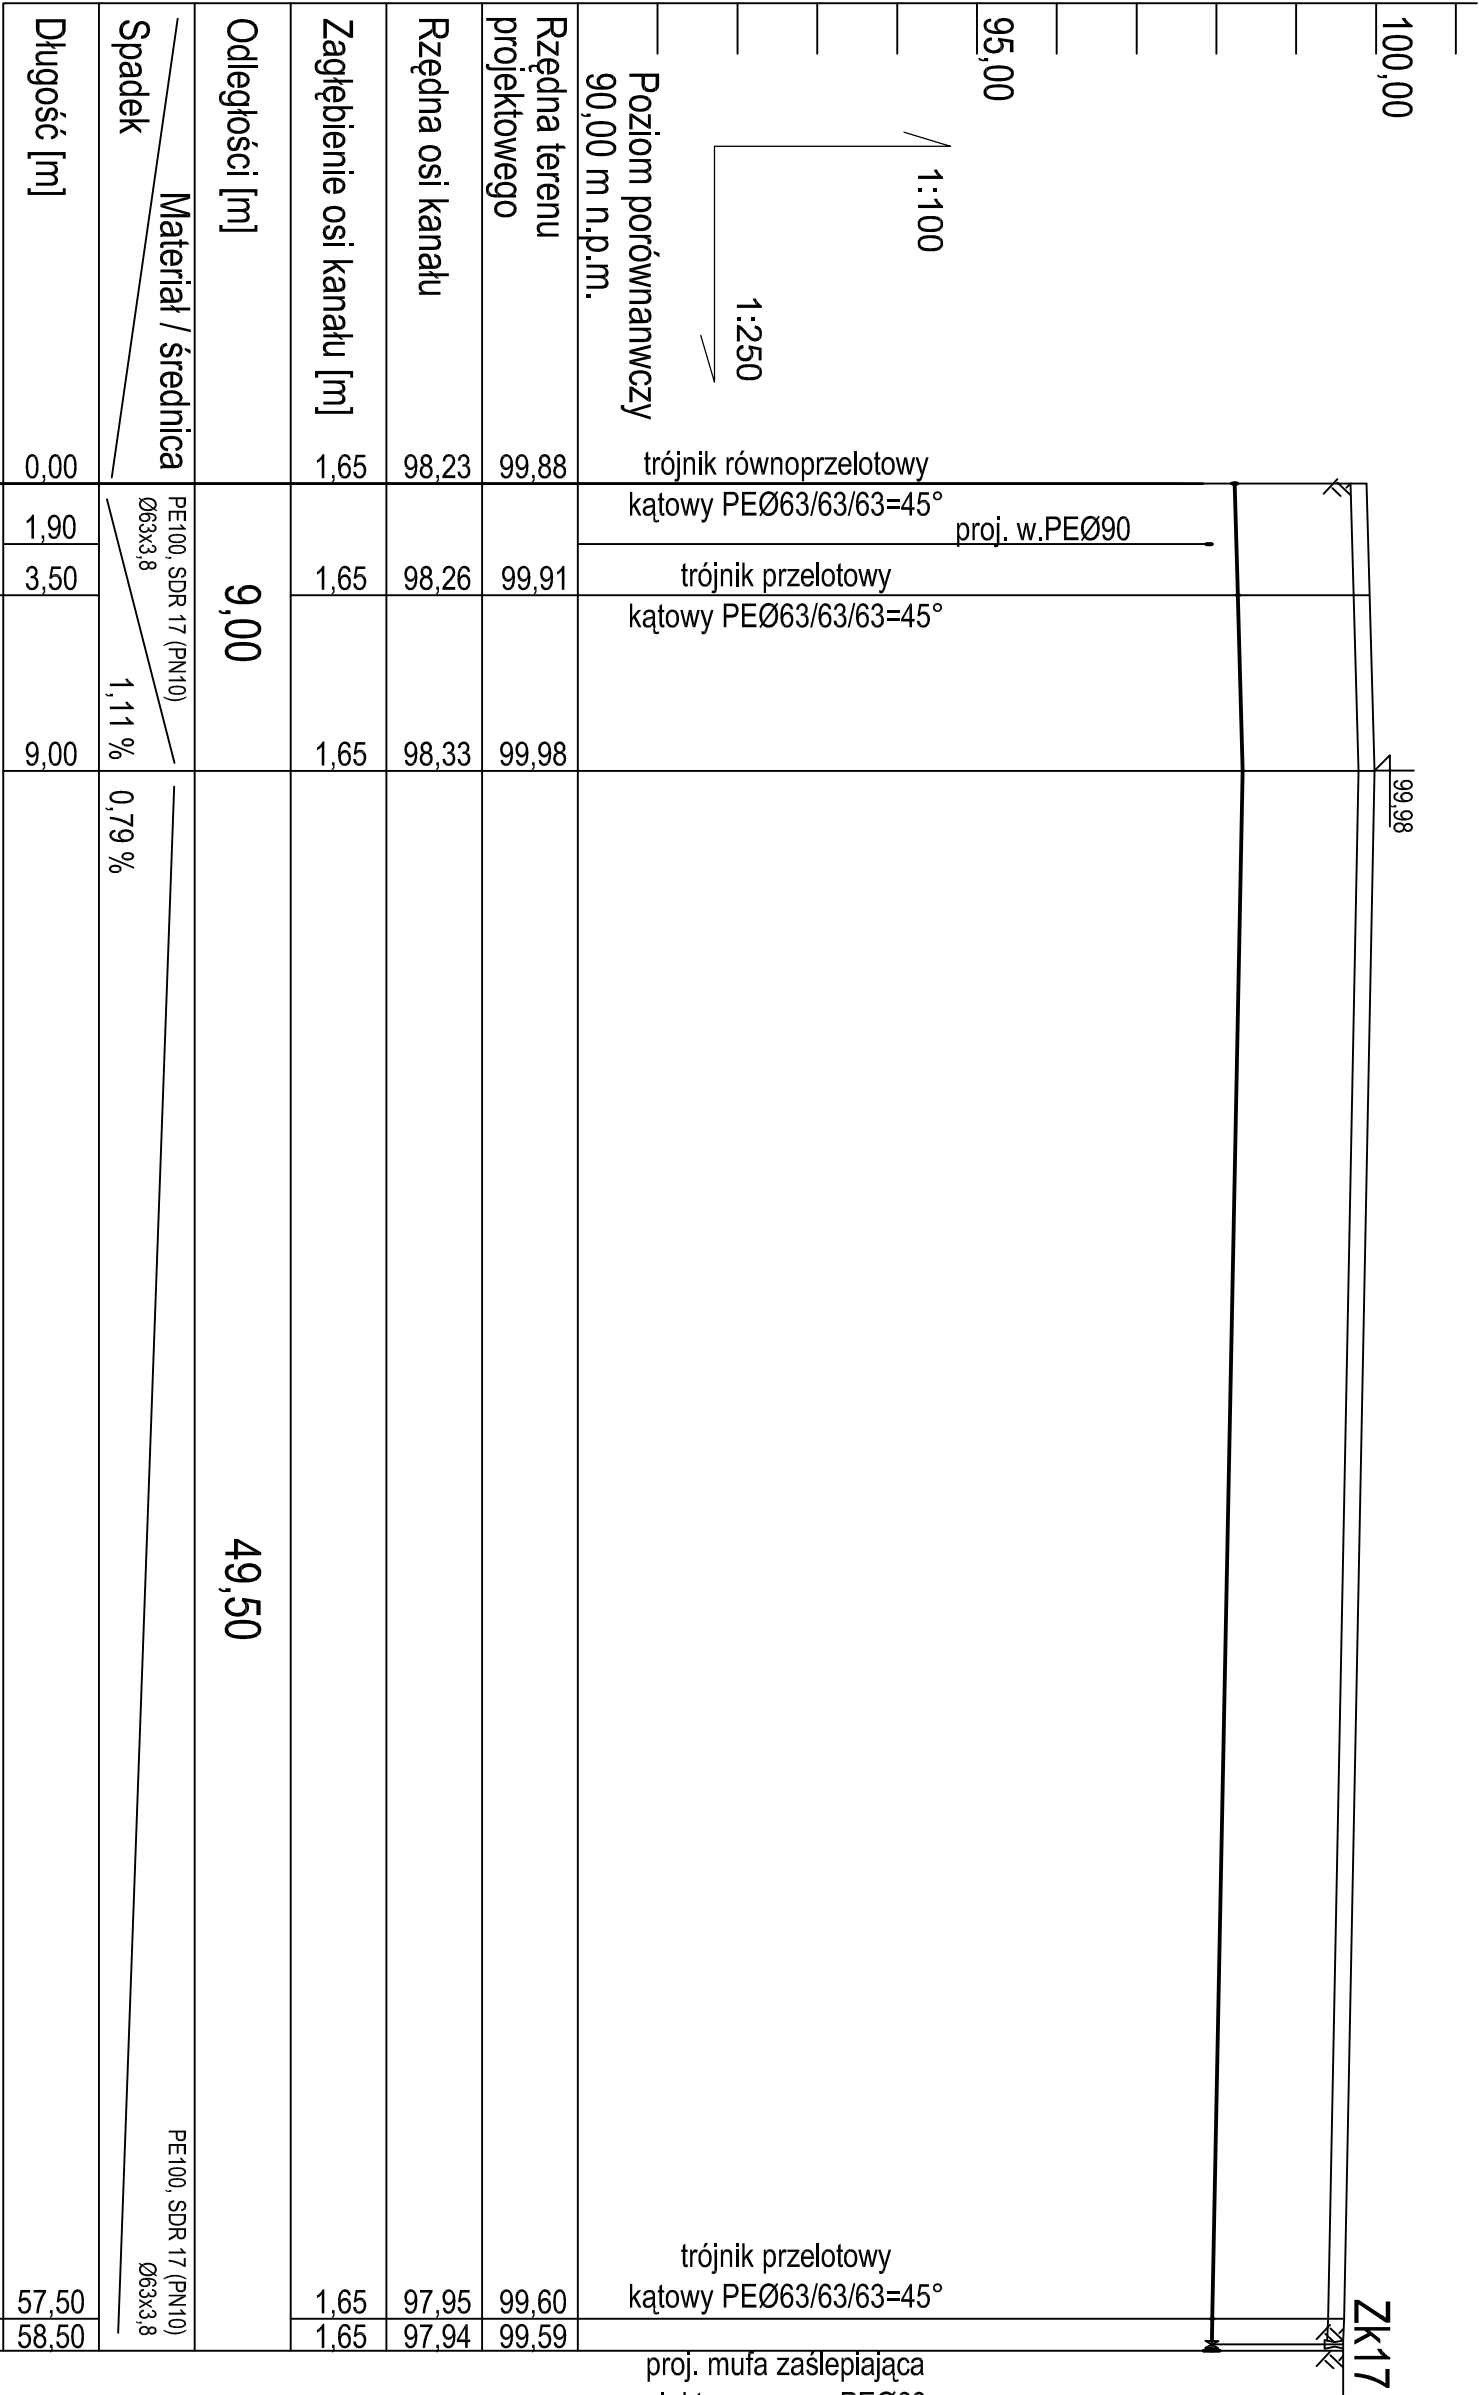 100,00
95,00
1:100
1:250
Poziom porównanwczy
90,00 m n.p.m.
99,98
Zk17
trójnik równoprzelotowy
kątowy PEØ63/63/63=45°
proj. w.PEØ90
trójnik przelotowy
kątowy PEØ63/63/63=45°
trójnik przelotowy
kątowy PEØ63/63/63=45°
proj. mufa zaślepiająca
Rzędna terenu
projektowego
99,88
99,91
99,98
99,60
99,59
Rzędna osi kanału
98,23
98,26
98,33
97,95
97,94
Zagłębienie osi kanału [m]
1,65
1,65
1,65
1,65
1,65
Odległości [m]
9,00
49,50
Materiał / średnica
Spadek
PE100, SDR 17 (PN10)
Ø63x3,8
1,11 %
0,79 %
PE100, SDR 17 (PN10)
Ø63x3,8
Długość [m]
0,00
1,90
3,50
9,00
57,50
58,50